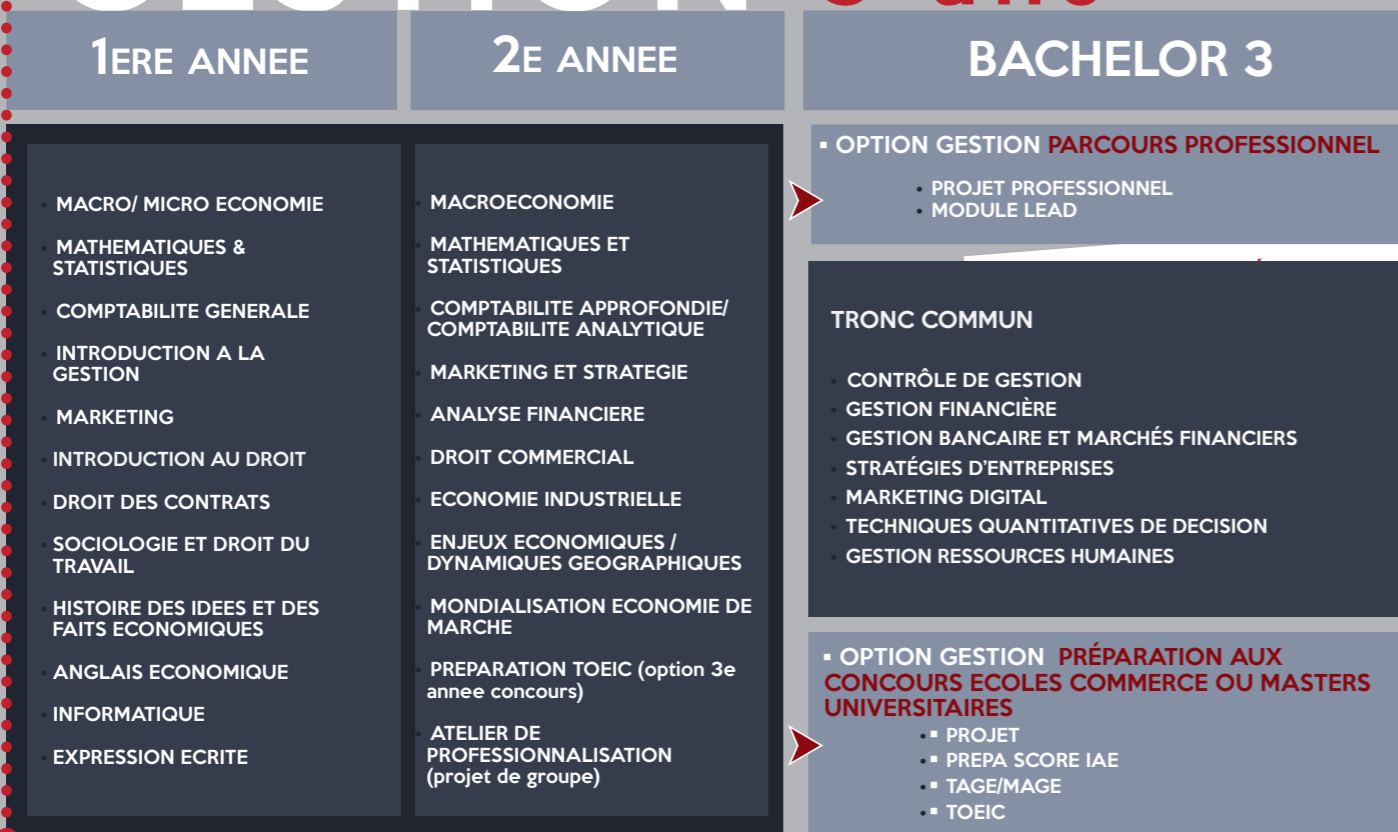 1ERE ANNEE
MACRO/ MICRO ECONOMIE
MATHEMATIQUES &
STATISTIQUES
COMPTABILITE GENERALE
INTRODUCTION A LA
GESTION
MARKETING
INTRODUCTION AU DROIT
DROIT DES CONTRATS
SOCIOLOGIE ET DROIT DU
TRAVAIL
HISTOIRE DES IDEES ET DES
FAITS ECONOMIQUES
ANGLAIS ECONOMIQUE
INFORMATIQUE
EXPRESSION ECRITE
2E ANNEE
MACROECONOMIE
MATHEMATIQUES ET
STATISTIQUES
COMPTABILITE APPROFONDIE/
COMPTABILITE ANALYTIQUE
MARKETING ET STRATEGIE
ANALYSE FINANCIERE
DROIT COMMERCIAL
ECONOMIE INDUSTRIELLE
ENJEUX ECONOMIQUES /
DYNAMIQUES GEOGRAPHIQUES
MONDIALISATION ECONOMIE DE
MARCHE
PREPARATION TOEIC (option 3e
annee concours)
ATELIER DE
PROFESSIONNALISATION
(projet de groupe)
BACHELOR 3
▪ OPTION GESTION PARCOURS PROFESSIONNEL
• PROJET PROFESSIONNEL
• MODULE LEAD
TRONC COMMUN
CONTRÔLE DE GESTION
GESTION FINANCIÈRE
GESTION BANCAIRE ET MARCHÉS FINANCIERS
STRATÉGIES D'ENTREPRISES
MARKETING DIGITAL
TECHNIQUES QUANTITATIVES DE DECISION
GESTION RESSOURCES HUMAINES
▪ OPTION GESTION PRÉPARATION AUX
CONCOURS ECOLES COMMERCE OU MASTERS
UNIVERSITAIRES
•▪ PROJET
•▪ PREPA SCORE IAE
•▪ TAGE/MAGE
•▪ TOEIC